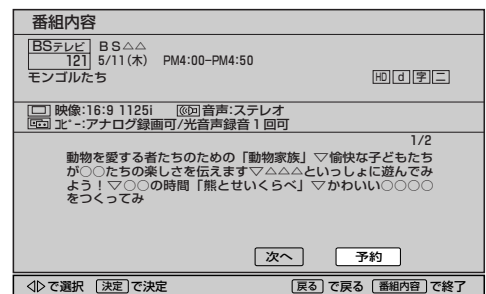 番組内容
BSテレビ BS△△
121 5/11(木) PM4:00-PM4:50
モンゴルたち HD d 字 二
映像:16:9 1125i 音声:ステレオ
コピー:アナログ録画可/光音声録音1回可
1/2
動物を愛する者たちのための「動物家族」▽愉快な子どもたち
が○○たちの楽しさを伝えます▽△△△といっしょに遊んでみ
よう!▽○○の時間「熊とせいくらべ」▽かわいい○○○○
をつくってみ
次へ 予約
◁▷で選択 決定で決定 戻るで戻る 番組内容で終了